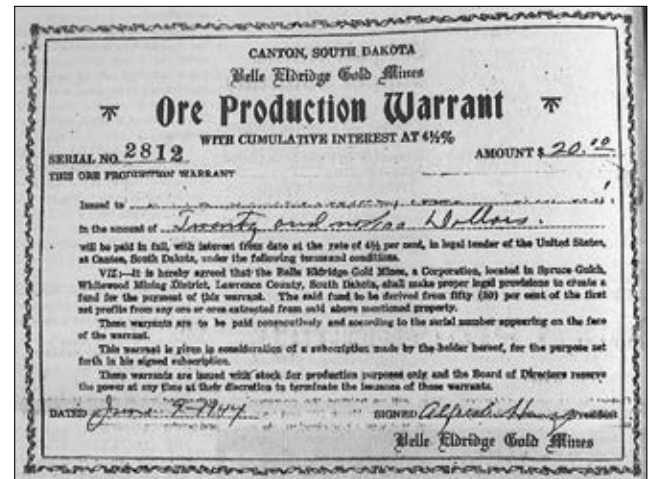 CANTON, SOUTH DAKOTA
Belle Eldridge Gold Mines
Ore Production Warrant
WITH CUMULATIVE INTEREST AT 4½%
SERIAL NO. 2812 AMOUNT $ 20.00
THIS ORE PRODUCTION WARRANT
Issued to
In the amount of Twenty and no/00 Dollars.
will be paid in full, with interest from date at the rate of 4½ per cent, in legal tender of the United States,
at Canton, South Dakota, under the following terms and conditions.
VIZ:—It is hereby agreed that the Belle Eldridge Gold Mines, a Corporation, located in Spruce Gulch,
Whitewood Mining District, Lawrence County, South Dakota, shall make proper legal provisions to create a
fund for the payment of this warrant. The said fund to be derived from fifty (50) per cent of the first
net profits from any ore or ores extracted from said above mentioned property.
These warrants are to be paid consecutively and according to the serial number appearing on the face
of the warrant.
This warrant is given in consideration of a subscription made by the holder hereof, for the purpose set
forth in his signed subscription.
These warrants are issued with stock for production purposes only and the Board of Directors reserve
the power at any time at their discretion to terminate the issuance of these warrants.
DATED June 9-1944 SIGNED Alfred President
Belle Eldridge Gold Mines